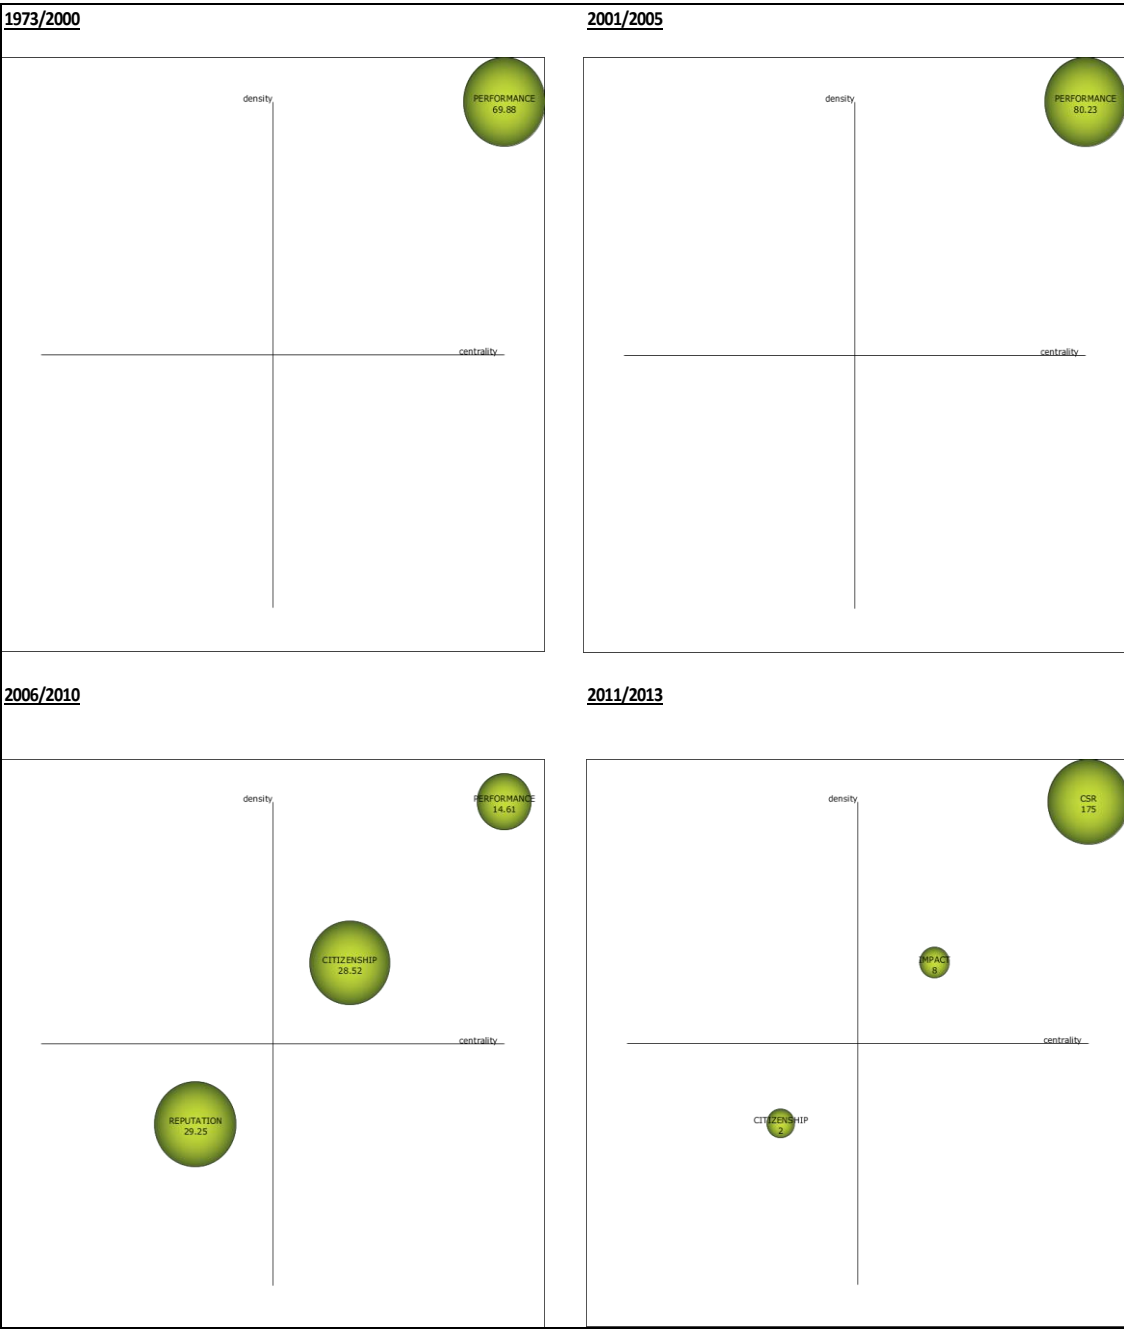 1973/2000
density
PERFORMANCE
69.88
centrality
2001/2005
density
PERFORMANCE
80.23
centrality
2006/2010
density
PERFORMANCE
14.61
CITIZENSHIP
28.52
centrality
REPUTATION
29.25
2011/2013
density
CSR
175
IMPACT
8
centrality
CITIZENSHIP
2